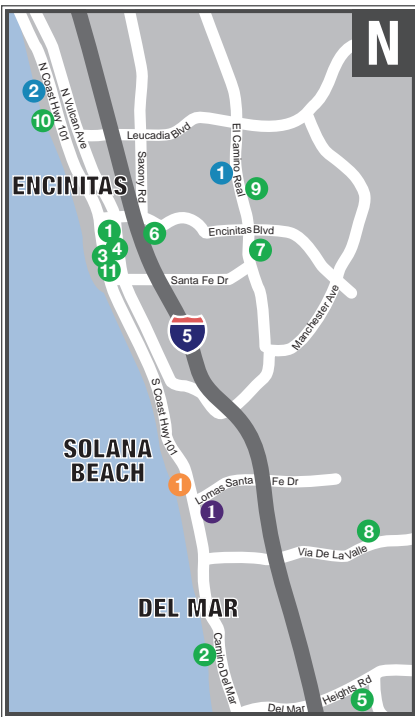 N
N Coast Hwy 101
N Vulcan Ave
2
10
Leucadia Blvd
Saxony Rd
El Camino Real
1
9
ENCINITAS
1
6
Encinitas Blvd
3
4
7
11
Santa Fe Dr
Manchester Ave
5
S Coast Hwy 101
SOLANA
BEACH
1
Lomas Santa Fe Dr
1
8
Via De La Valle
DEL MAR
2
Camino Del Mar
Del Mar Heights Rd
5